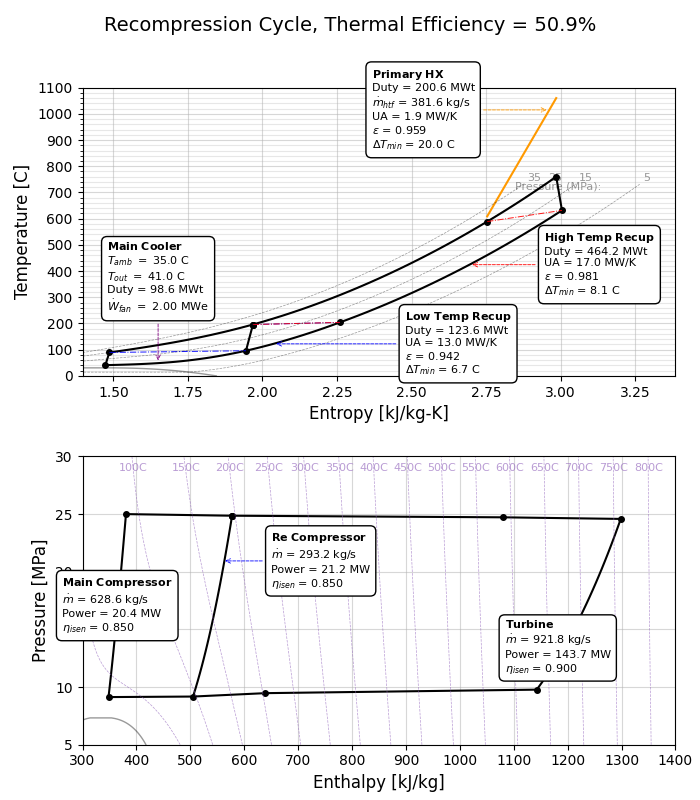 Recompression Cycle, Thermal Efficiency = 50.9%
Temperature [C]
1100
1000
900
800
700
600
500
400
300
200
100
0
Primary HX
Duty = 200.6 MWt
ṁhtf = 381.6 kg/s
UA = 1.9 MW/K
ε = 0.959
ΔTmin = 20.0 C
35
15
5
Pressure (MPa):
Main Cooler
Tamb = 35.0 C
Tout = 41.0 C
Duty = 98.6 MWt
Ẇfan = 2.00 MWe
High Temp Recup
Duty = 464.2 MWt
UA = 17.0 MW/K
ε = 0.981
ΔTmin = 8.1 C
Low Temp Recup
Duty = 123.6 MWt
UA = 13.0 MW/K
ε = 0.942
ΔTmin = 6.7 C
1.50 1.75 2.00 2.25 2.50 2.75 3.00 3.25
Entropy [kJ/kg-K]
Pressure [MPa]
30
25
10
5
100C 150C 200C 250C 300C 350C 400C 450C 500C 550C 600C 650C 700C 750C 800C
Re Compressor
ṁ = 293.2 kg/s
Power = 21.2 MW
ηisen = 0.850
Main Compressor
ṁ = 628.6 kg/s
Power = 20.4 MW
ηisen = 0.850
Turbine
ṁ = 921.8 kg/s
Power = 143.7 MW
ηisen = 0.900
300 400 500 600 700 800 900 1000 1100 1200 1300 1400
Enthalpy [kJ/kg]